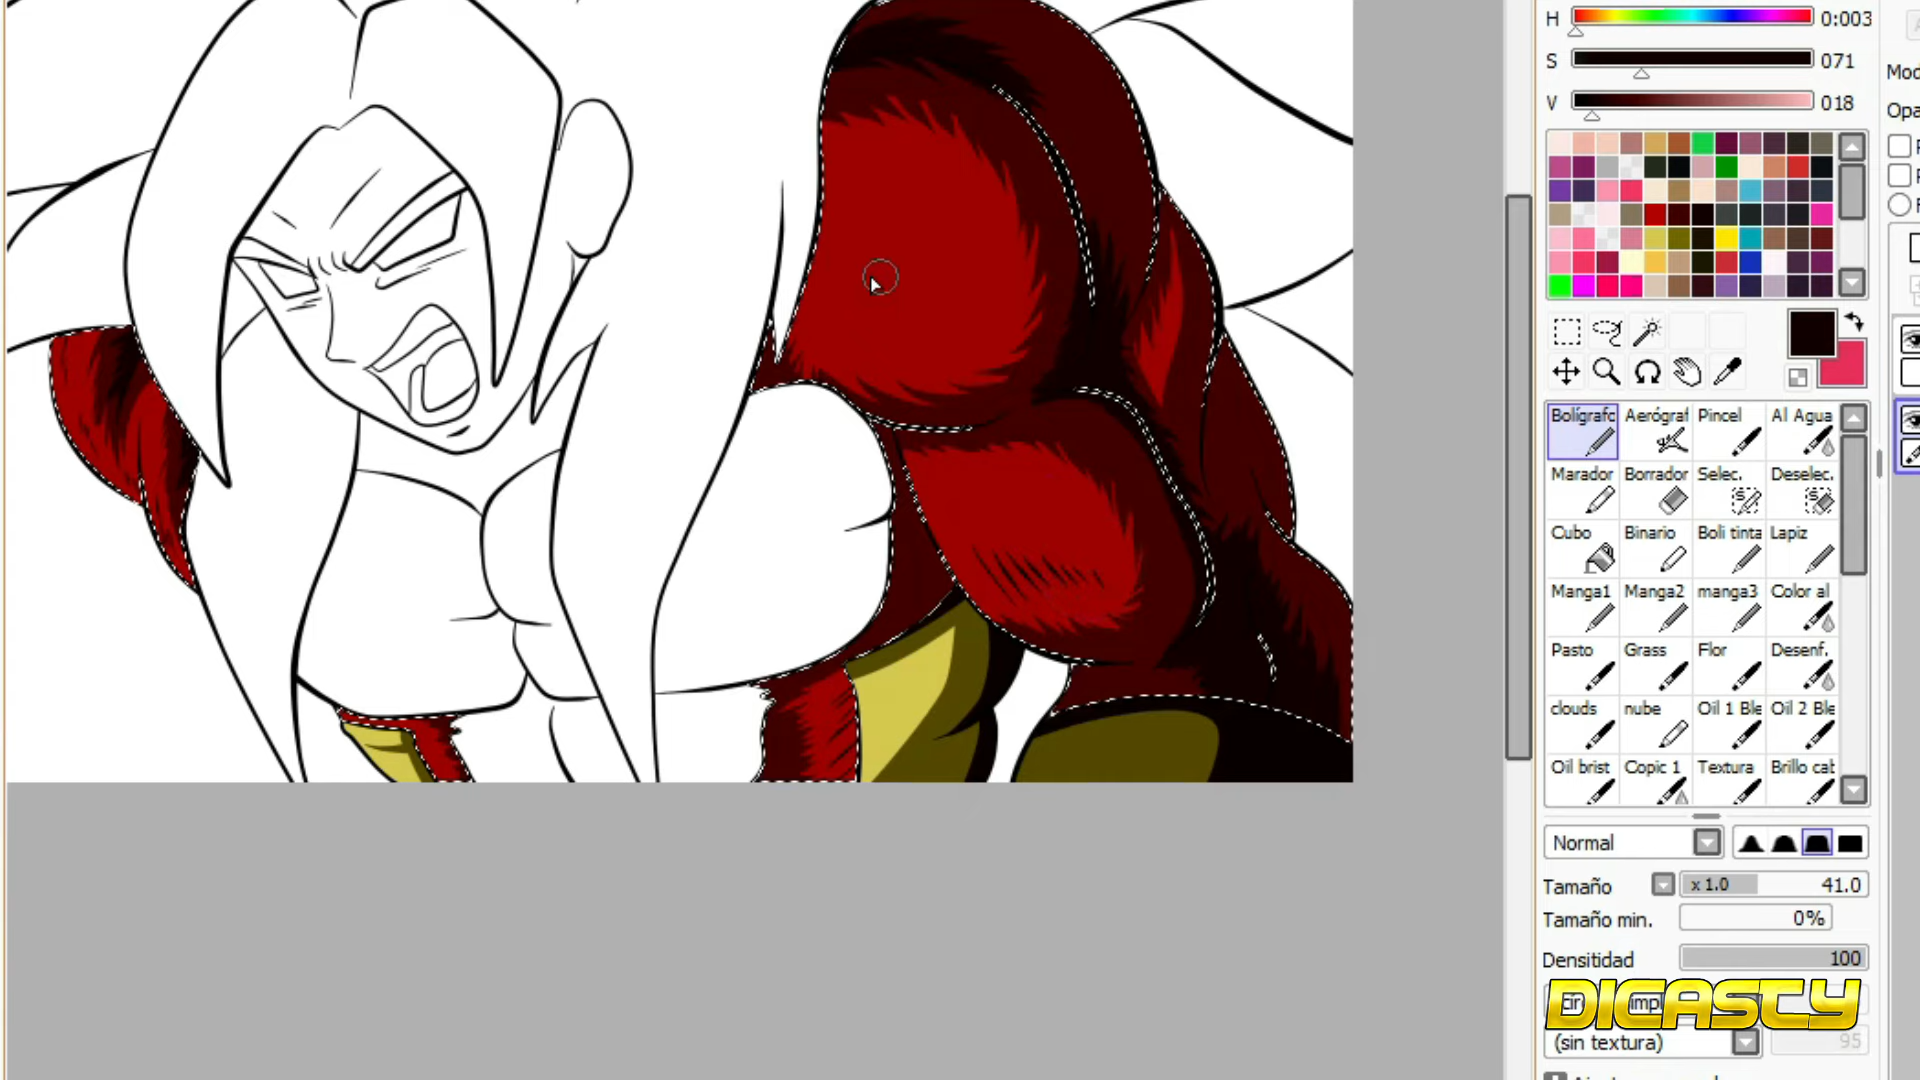 H 0:003
S 071
V 018
Mod
Opa
Bolígrafc Aerógraf Pincel Al Agua
Marador Borrador Selec. Deselec.
Cubo Binario Boli tinta Lapiz
Manga1 Manga2 manga3 Color al
Pasto Grass Flor Desenf.
clouds nube Oil 1 Ble Oil 2 Ble
Oil brist Copic 1 Textura Brillo cab
Normal
Tamaño x 1.0 41.0
Tamaño min. 0%
Densitidad 100
DICASTY
(sin textura) 95